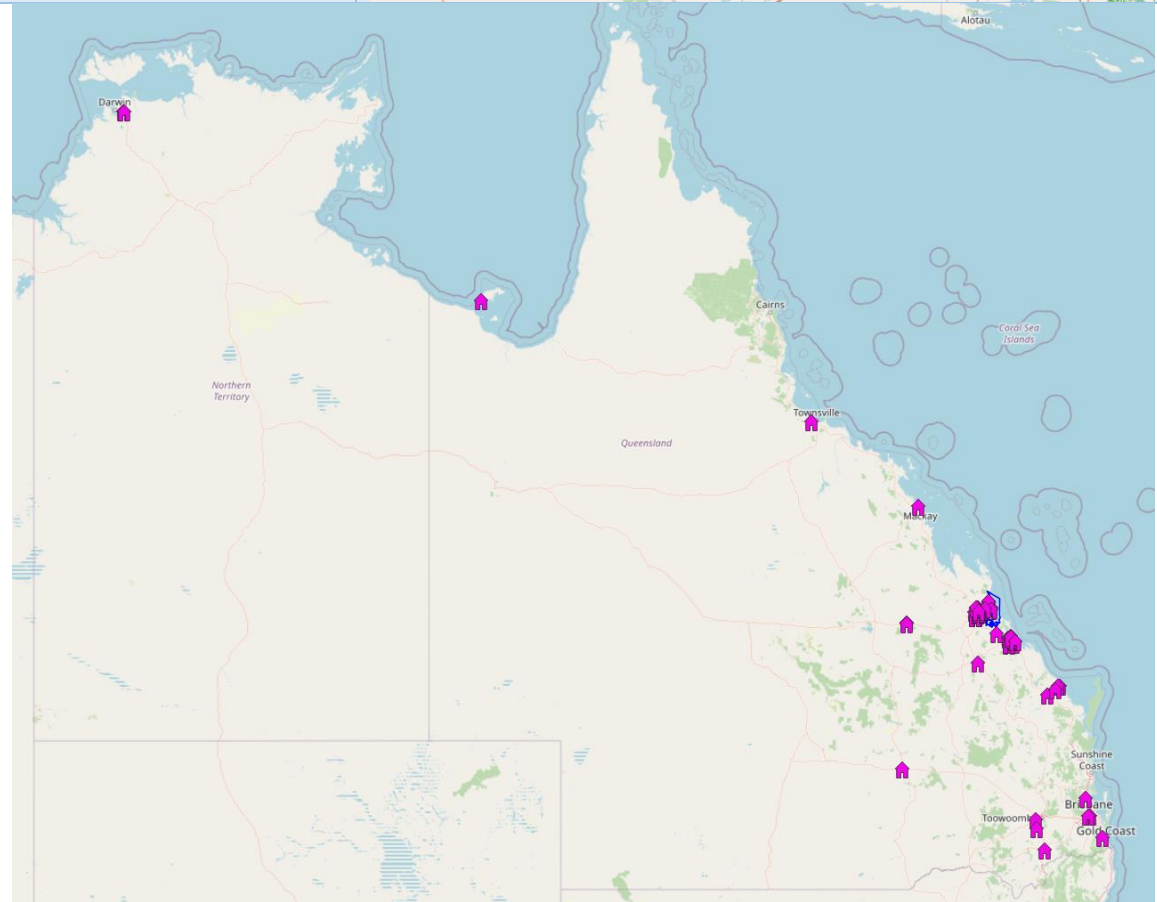 Alotau
Darwin
Cairns
Coral Sea
Islands
Northern
Territory
Townsville
Queensland
Mackay
Sunshine
Coast
Brisbane
Toowoomba
Gold Coast